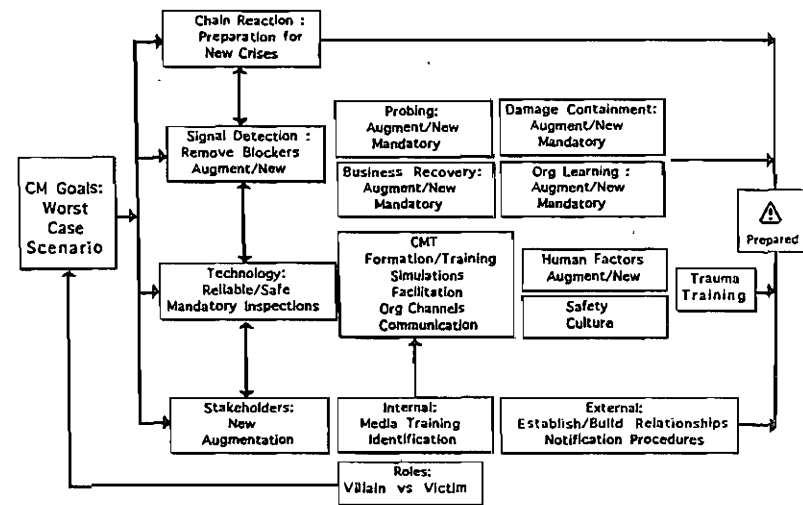 Chain Reaction :
Preparation for
New Crises
Signal Detection :
Remove Blockers
Augment/New
Probing:
Augment/New
Mandatory
Damage Containment:
Augment/New
Mandatory
Business Recovery:
Augment/New
Mandatory
Org Learning :
Augment/New
Mandatory
CM Goals:
Worst
Case
Scenario
Prepared
Technology:
Reliable/Safe
Mandatory Inspections
CMT
Formation/Training
Simulations
Facilitation
Org Channels
Communication
Human Factors
Augment/New
Safety
Culture
Trauma
Training
Stakeholders:
New
Augmentation
Internal:
Media Training
Identification
External:
Establish/Build Relationships
Notification Procedures
Roles:
Villain vs Victim